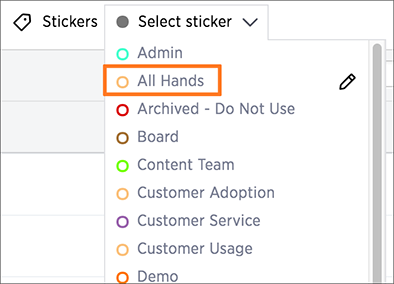 Stickers Select sticker
Admin
All Hands
Archived - Do Not Use
Board
Content Team
Customer Adoption
Customer Service
Customer Usage
Demo